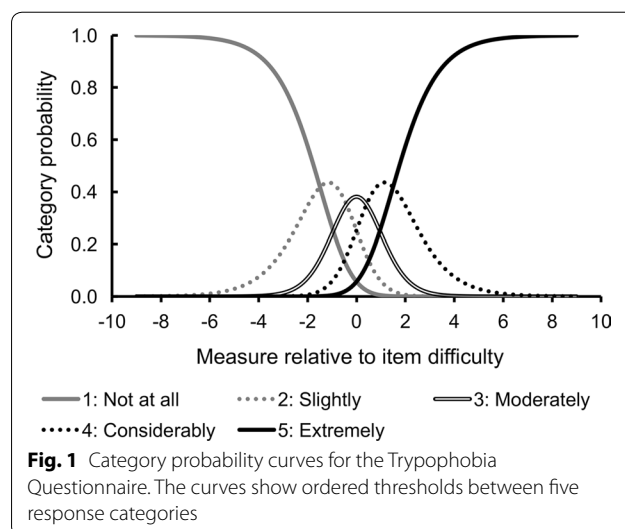 1.0
0.8
0.6
0.4
0.2
0.0
Category probability
-10 -8 -6 -4 -2 0 2 4 6 8 10
Measure relative to item difficulty
1: Not at all 2: Slightly 3: Moderately
4: Considerably 5: Extremely
Fig. 1 Category probability curves for the Trypophobia
Questionnaire. The curves show ordered thresholds between five
response categories